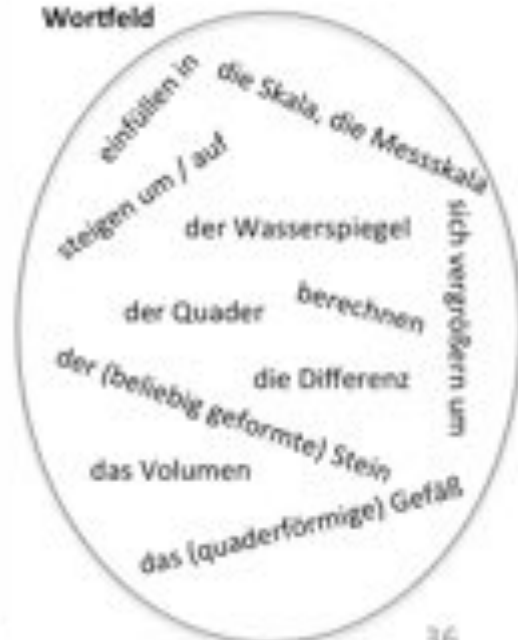 Wortfeld
einfüllen in
die Skala, die Messskala
steigen um / auf
der Wasserspiegel
sich vergrößern um
der Quader
berechnen
die Differenz
der (beliebig geformte) Stein
das Volumen
das (quaderförmige) Gefäß
36